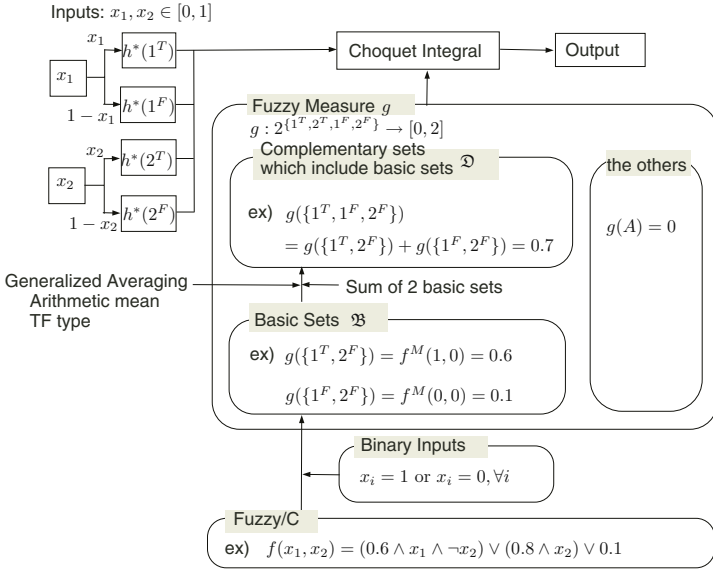 Inputs: x₁, x₂ ∈ [0, 1]
x₁
x₁
h*(1ᵀ)
1 − x₁
h*(1ᶠ)
x₂
x₂
h*(2ᵀ)
1 − x₂
h*(2ᶠ)
Choquet Integral
Output
Fuzzy Measure g
g : 2^{1ᵀ,2ᵀ,1ᶠ,2ᶠ} → [0, 2]
Complementary sets
which include basic sets 𝔇
ex) g({1ᵀ, 1ᶠ, 2ᶠ})
= g({1ᵀ, 2ᶠ}) + g({1ᶠ, 2ᶠ}) = 0.7
the others
g(A) = 0
Generalized Averaging
Arithmetic mean
TF type
Sum of 2 basic sets
Basic Sets 𝔅
ex) g({1ᵀ, 2ᶠ}) = fᴹ(1, 0) = 0.6
g({1ᶠ, 2ᶠ}) = fᴹ(0, 0) = 0.1
Binary Inputs
xᵢ = 1 or xᵢ = 0, ∀i
Fuzzy/C
ex) f(x₁, x₂) = (0.6 ∧ x₁ ∧ ¬x₂) ∨ (0.8 ∧ x₂) ∨ 0.1